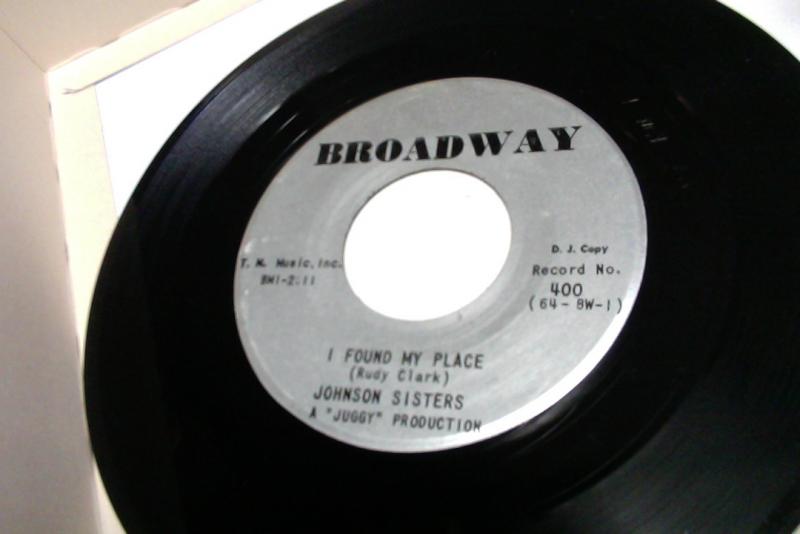 BROADWAY
T. M. Music, Inc.
BMI-2:11
D. J. Copy
Record No.
400
(64-BW-1)
I FOUND MY PLACE
(Rudy Clark)
JOHNSON SISTERS
A "JUGGY" PRODUCTION